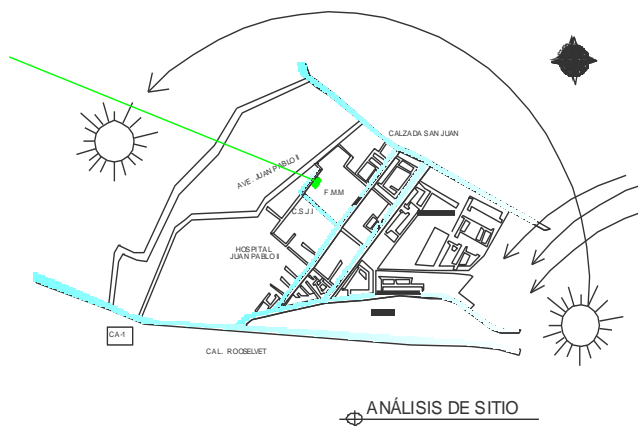 CALZADA SAN JUAN
AVE. JUAN PABLO II
F.M.M
C.S.J.I
HOSPITAL
JUAN PABLO II
CA-1
CAL. ROOSELVET
ANÁLISIS DE SITIO